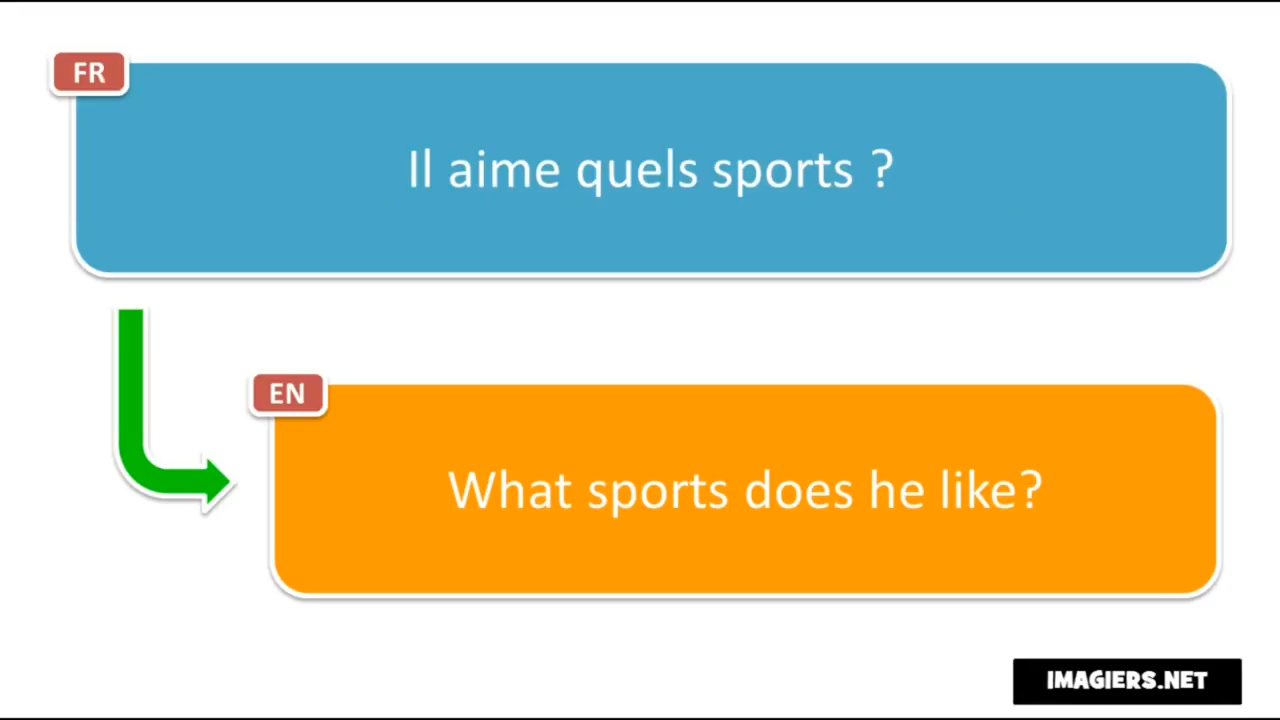 FR
Il aime quels sports ?
EN
What sports does he like?
IMAGIERS.NET